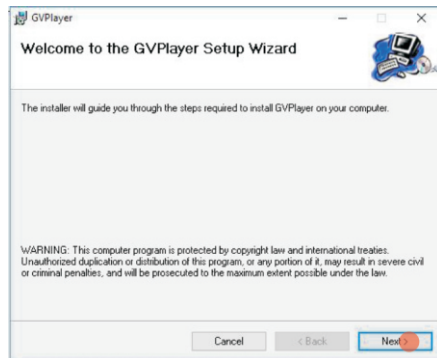 GVPlayer
Welcome to the GVPlayer Setup Wizard
The installer will guide you through the steps required to install GVPlayer on your computer.
WARNING: This computer program is protected by copyright law and international treaties.
Unauthorized duplication or distribution of this program, or any portion of it, may result in severe civil
or criminal penalties, and will be prosecuted to the maximum extent possible under the law.
Cancel
< Back
Next >